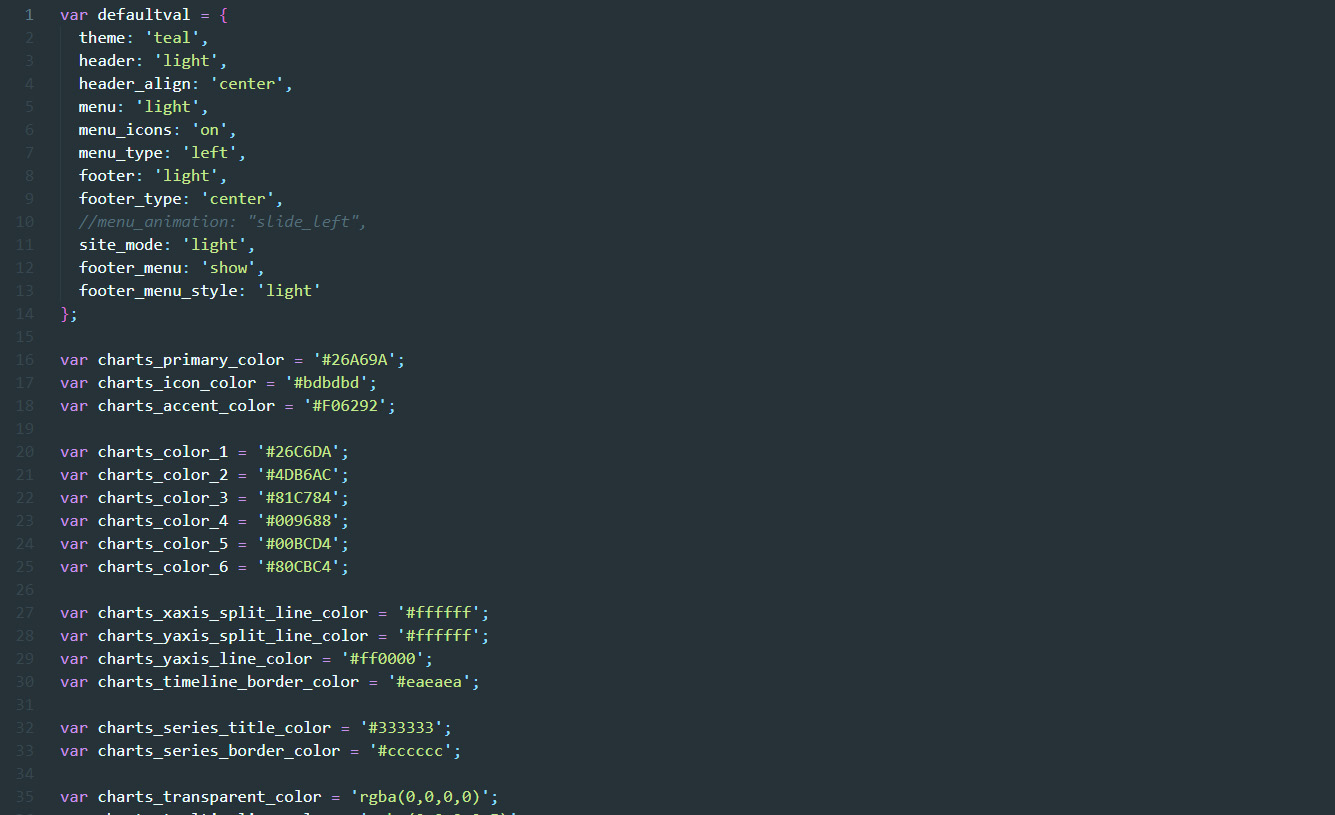 1 var defaultval = {
2 theme: 'teal',
3 header: 'light',
4 header_align: 'center',
5 menu: 'light',
6 menu_icons: 'on',
7 menu_type: 'left',
8 footer: 'light',
9 footer_type: 'center',
10 //menu_animation: "slide_left",
11 site_mode: 'light',
12 footer_menu: 'show',
13 footer_menu_style: 'light'
14 };
15
16 var charts_primary_color = '#26A69A';
17 var charts_icon_color = '#bdbdbd';
18 var charts_accent_color = '#F06292';
19
20 var charts_color_1 = '#26C6DA';
21 var charts_color_2 = '#4DB6AC';
22 var charts_color_3 = '#81C784';
23 var charts_color_4 = '#009688';
24 var charts_color_5 = '#00BCD4';
25 var charts_color_6 = '#80CBC4';
26
27 var charts_xaxis_split_line_color = '#ffffff';
28 var charts_yaxis_split_line_color = '#ffffff';
29 var charts_yaxis_line_color = '#ff0000';
30 var charts_timeline_border_color = '#eaeaea';
31
32 var charts_series_title_color = '#333333';
33 var charts_series_border_color = '#cccccc';
34
35 var charts_transparent_color = 'rgba(0,0,0,0)';